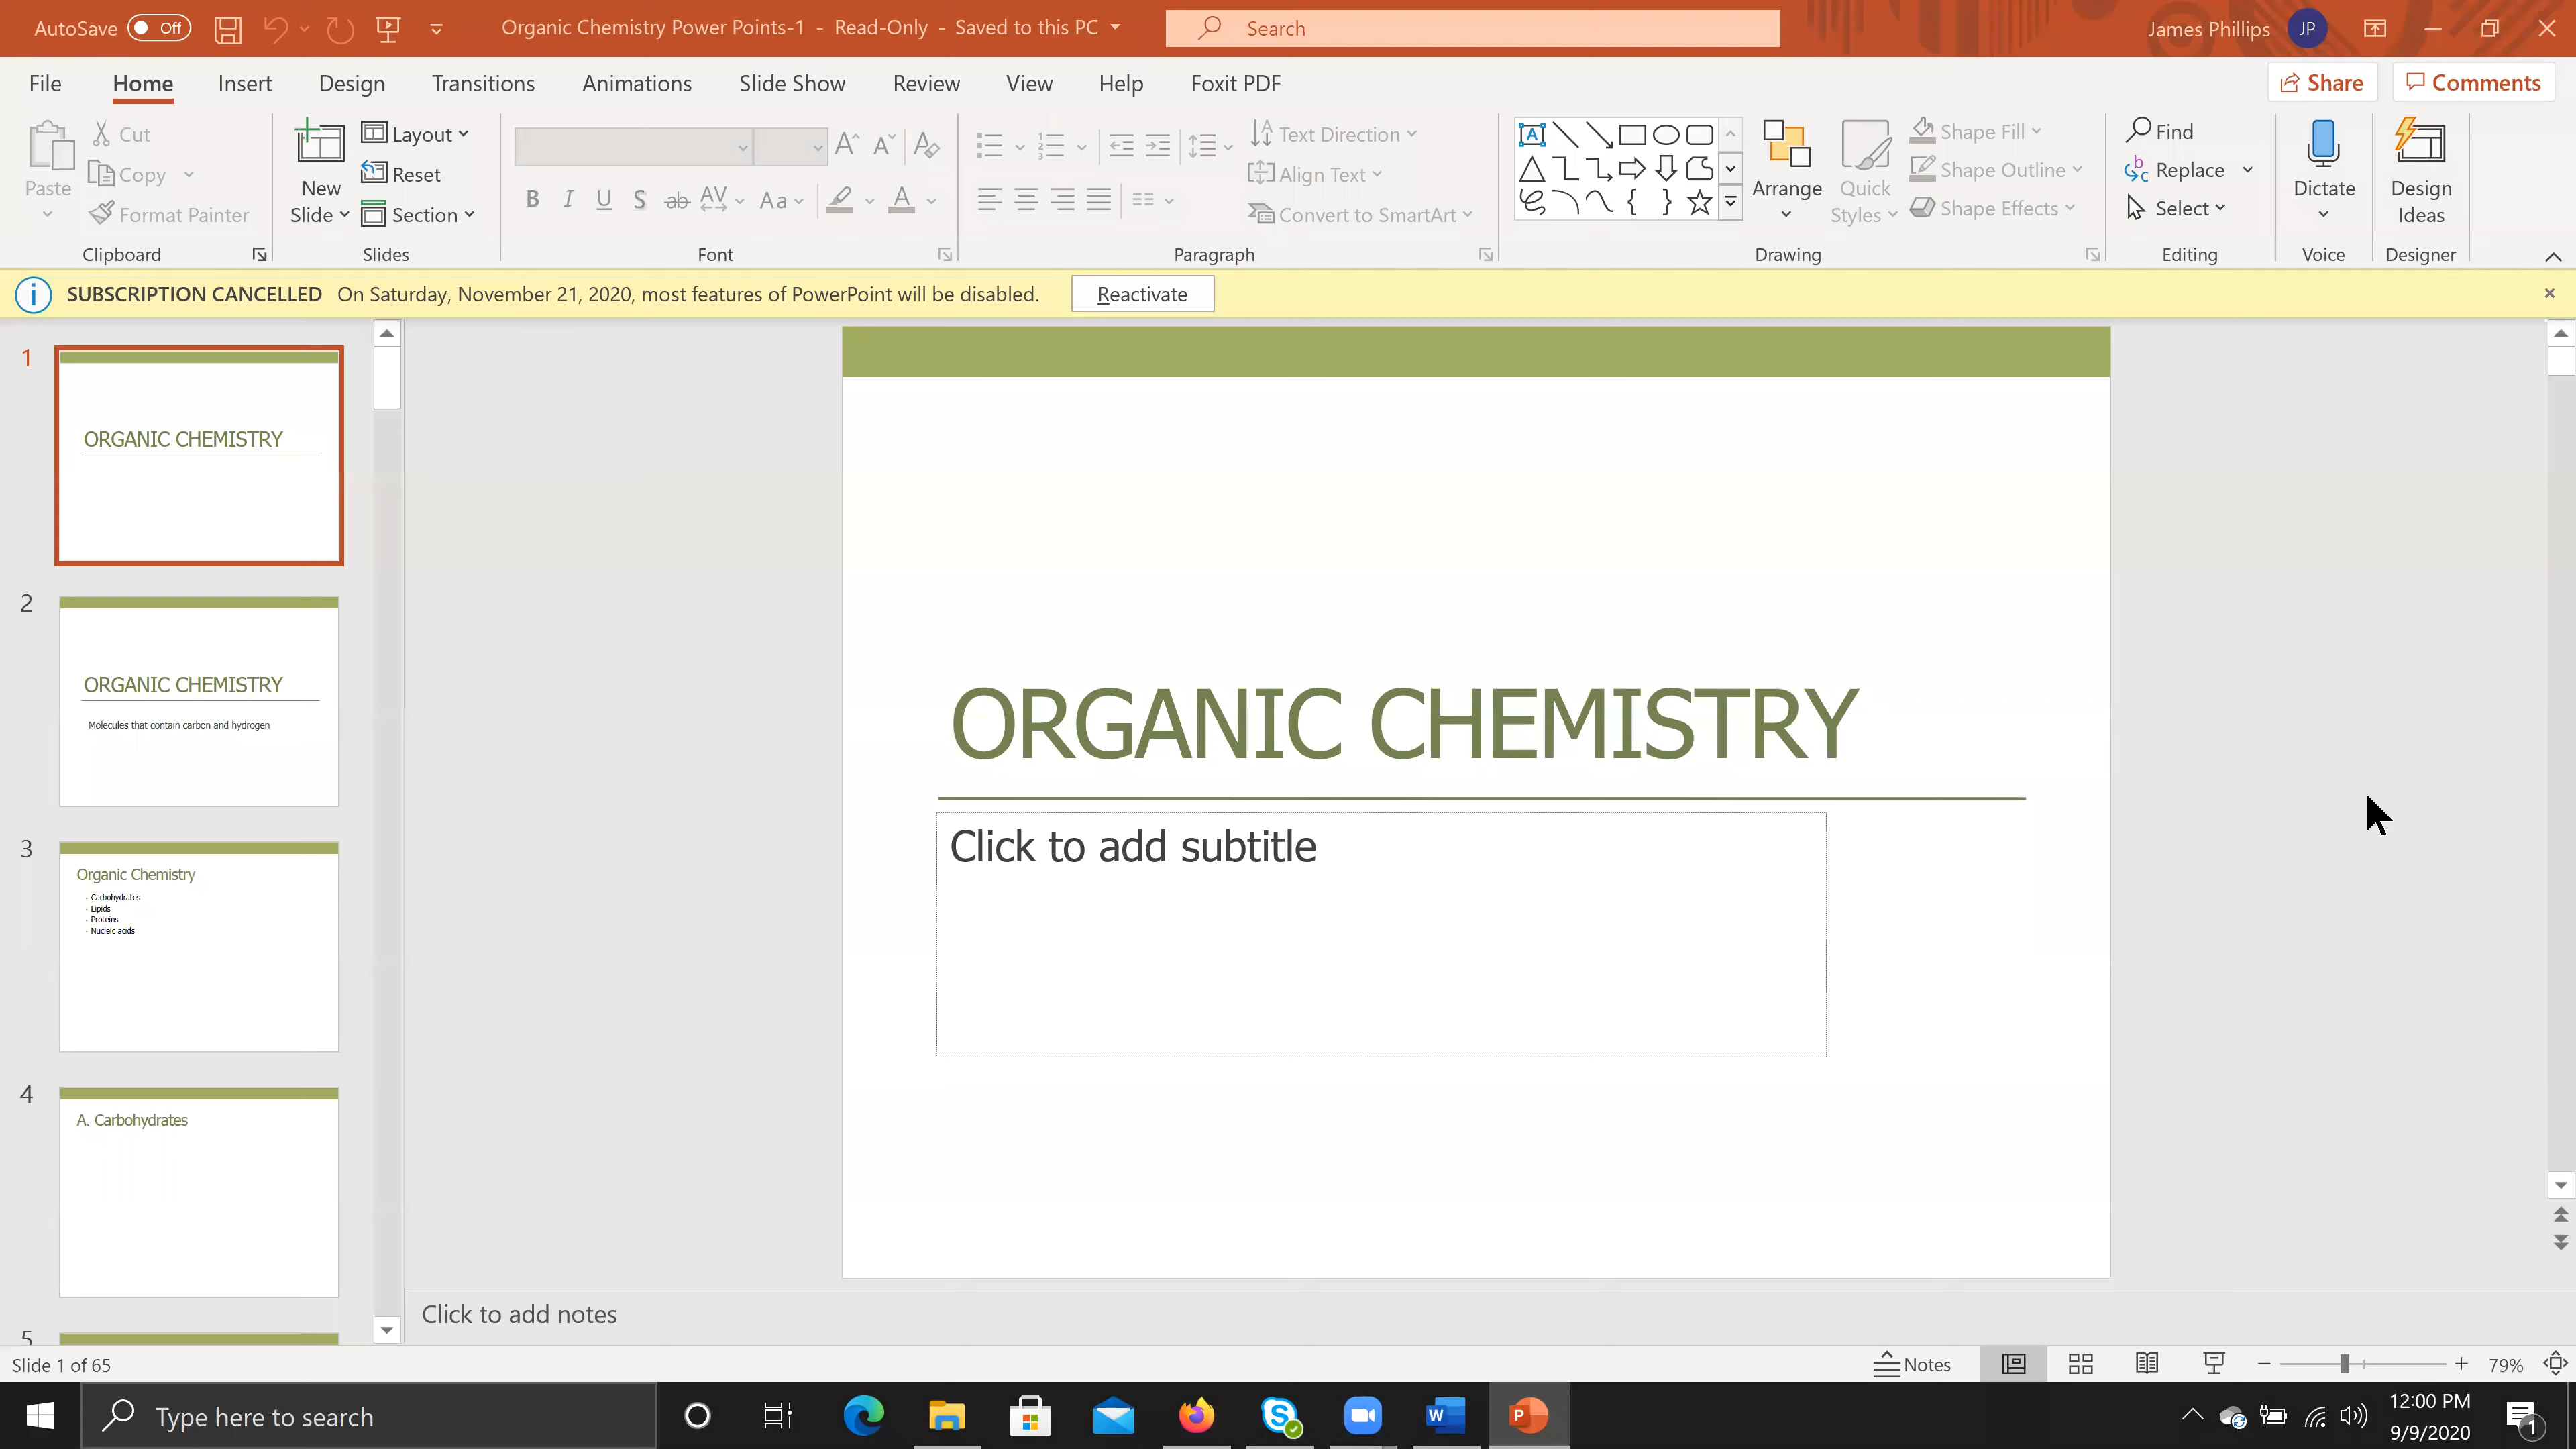 AutoSave Off Organic Chemistry Power Points-1 - Read-Only - Saved to this PC Search James Phillips JP
File Home Insert Design Transitions Animations Slide Show Review View Help Foxit PDF Share Comments
Paste Cut Copy Format Painter
Clipboard
New Slide Layout Reset Section
Slides
B I U S ab AV Aa A
Font
Text Direction
Align Text
Convert to SmartArt
Paragraph
Arrange
Quick Styles
Shape Fill
Shape Outline
Shape Effects
Drawing
Find
Replace
Select
Editing
Dictate
Voice
Design Ideas
Designer
SUBSCRIPTION CANCELLED On Saturday, November 21, 2020, most features of PowerPoint will be disabled. Reactivate
1
ORGANIC CHEMISTRY
2
ORGANIC CHEMISTRY
Molecules that contain carbon and hydrogen
3
Organic Chemistry
Carbohydrates
Lipids
Proteins
Nucleic acids
4
A. Carbohydrates
5
ORGANIC CHEMISTRY
Click to add subtitle
Click to add notes
Slide 1 of 65 Notes 79%
Type here to search
12:00 PM
9/9/2020
1